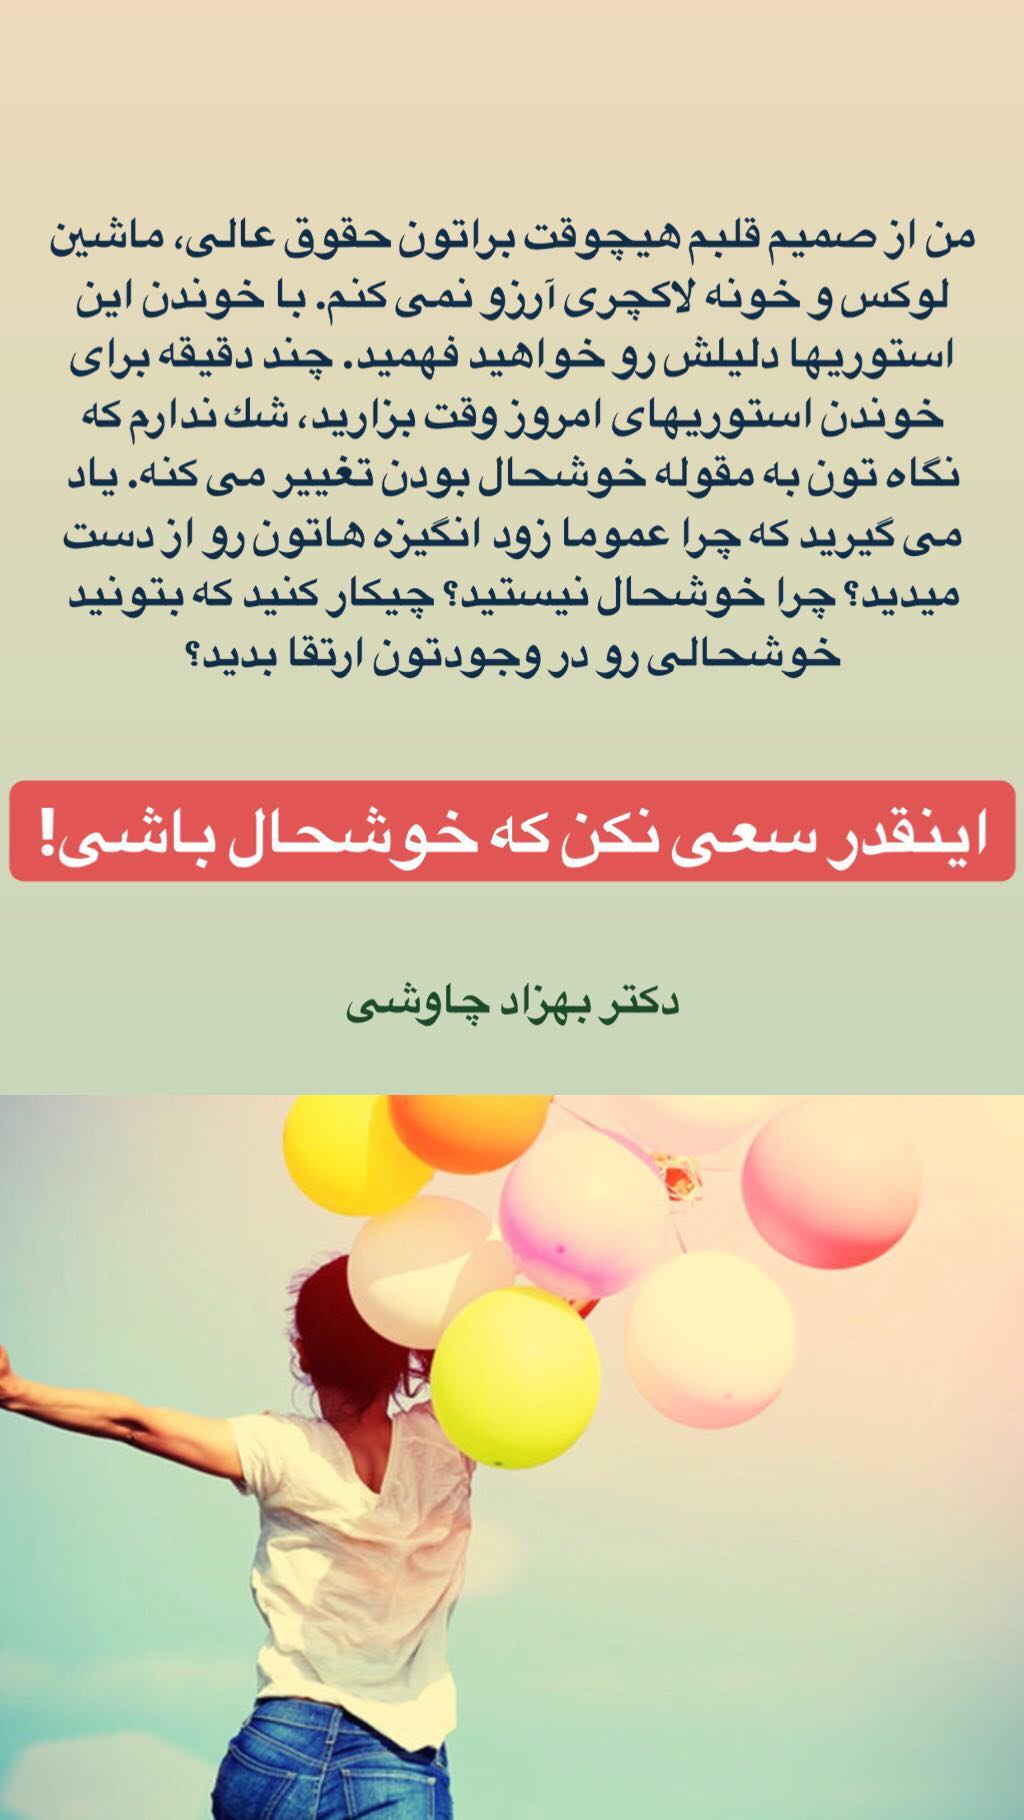 من از صمیم قلبم هیچوقت براتون حقوق عالی، ماشین
لوکس و خونه لاکچری آرزو نمی کنم. با خوندن این
استوریها دلیلش رو خواهید فهمید. چند دقیقه برای
خوندن استوریهای امروز وقت بزارید، شك ندارم که
نگاه تون به مقوله خوشحال بودن تغییر می کنه. یاد
می گیرید که چرا عموما زود انگیزه هاتون رو از دست
میدید؟ چرا خوشحال نیستید؟ چیکار کنید که بتونید
خوشحالی رو در وجودتون ارتقا بدید؟
اینقدر سعی نکن که خوشحال باشی!
دکتر بهزاد چاوشی